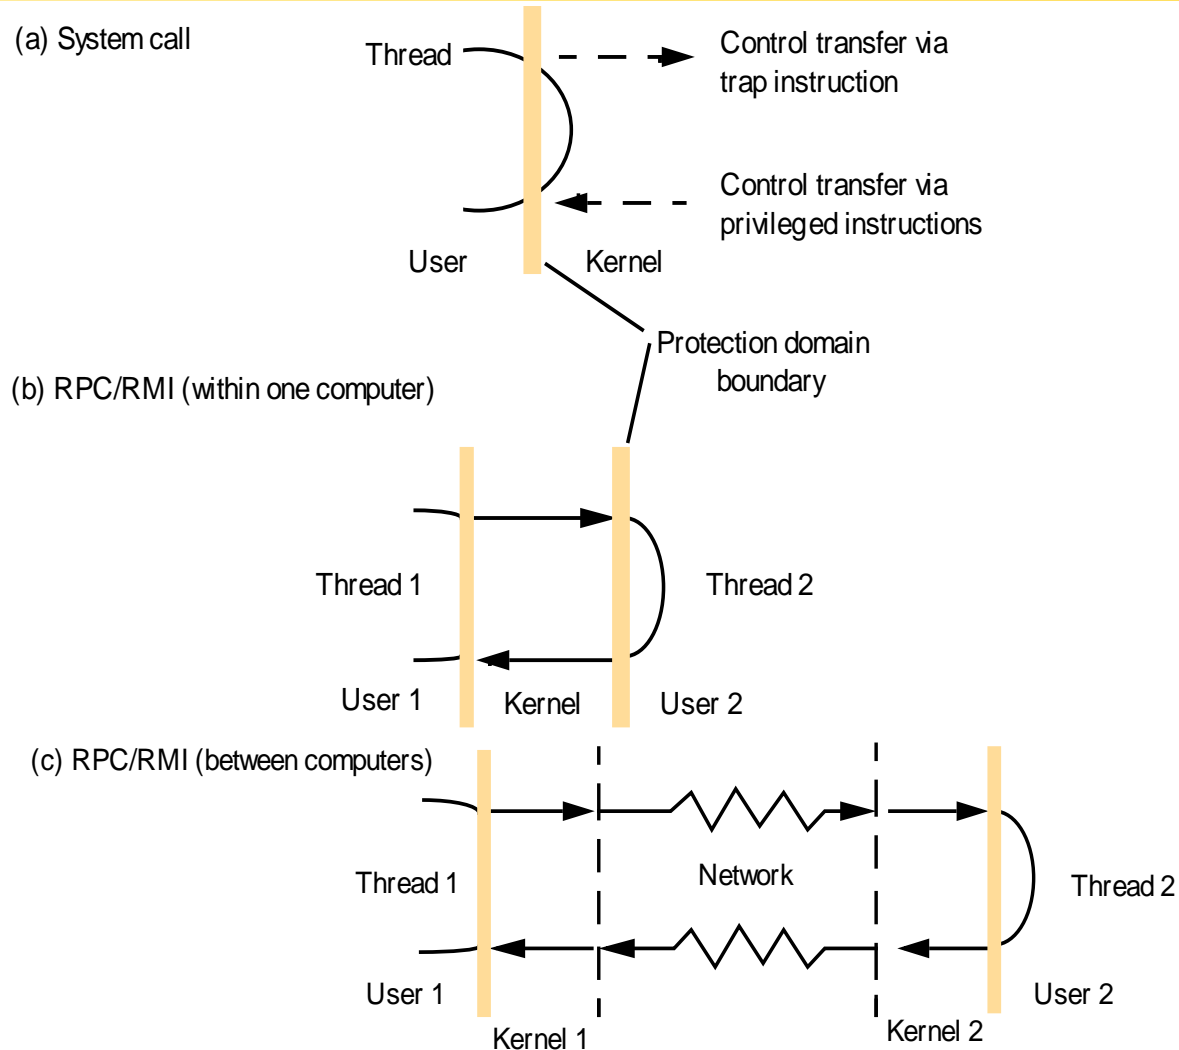 (a) System call
Thread
Control transfer via
trap instruction
Control transfer via
privileged instructions
User
Kernel
Protection domain
boundary
(b) RPC/RMI (within one computer)
Thread 1
Thread 2
User 1
Kernel
User 2
(c) RPC/RMI (between computers)
Network
Thread 1
Thread 2
User 1
User 2
Kernel 1
Kernel 2